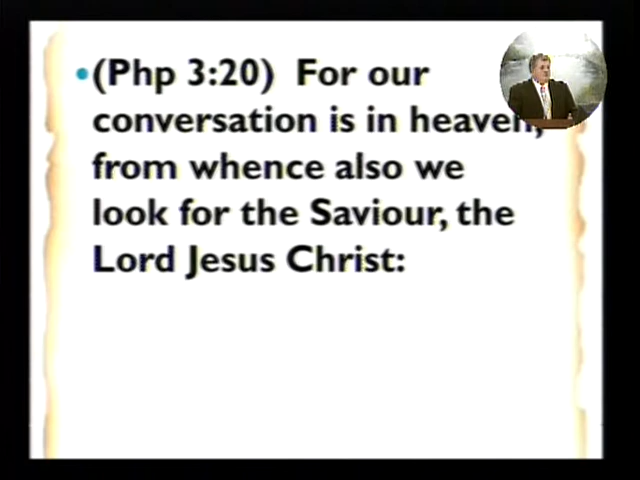 •(Php 3:20) For our
conversation is in heaven,
from whence also we
look for the Saviour, the
Lord Jesus Christ: